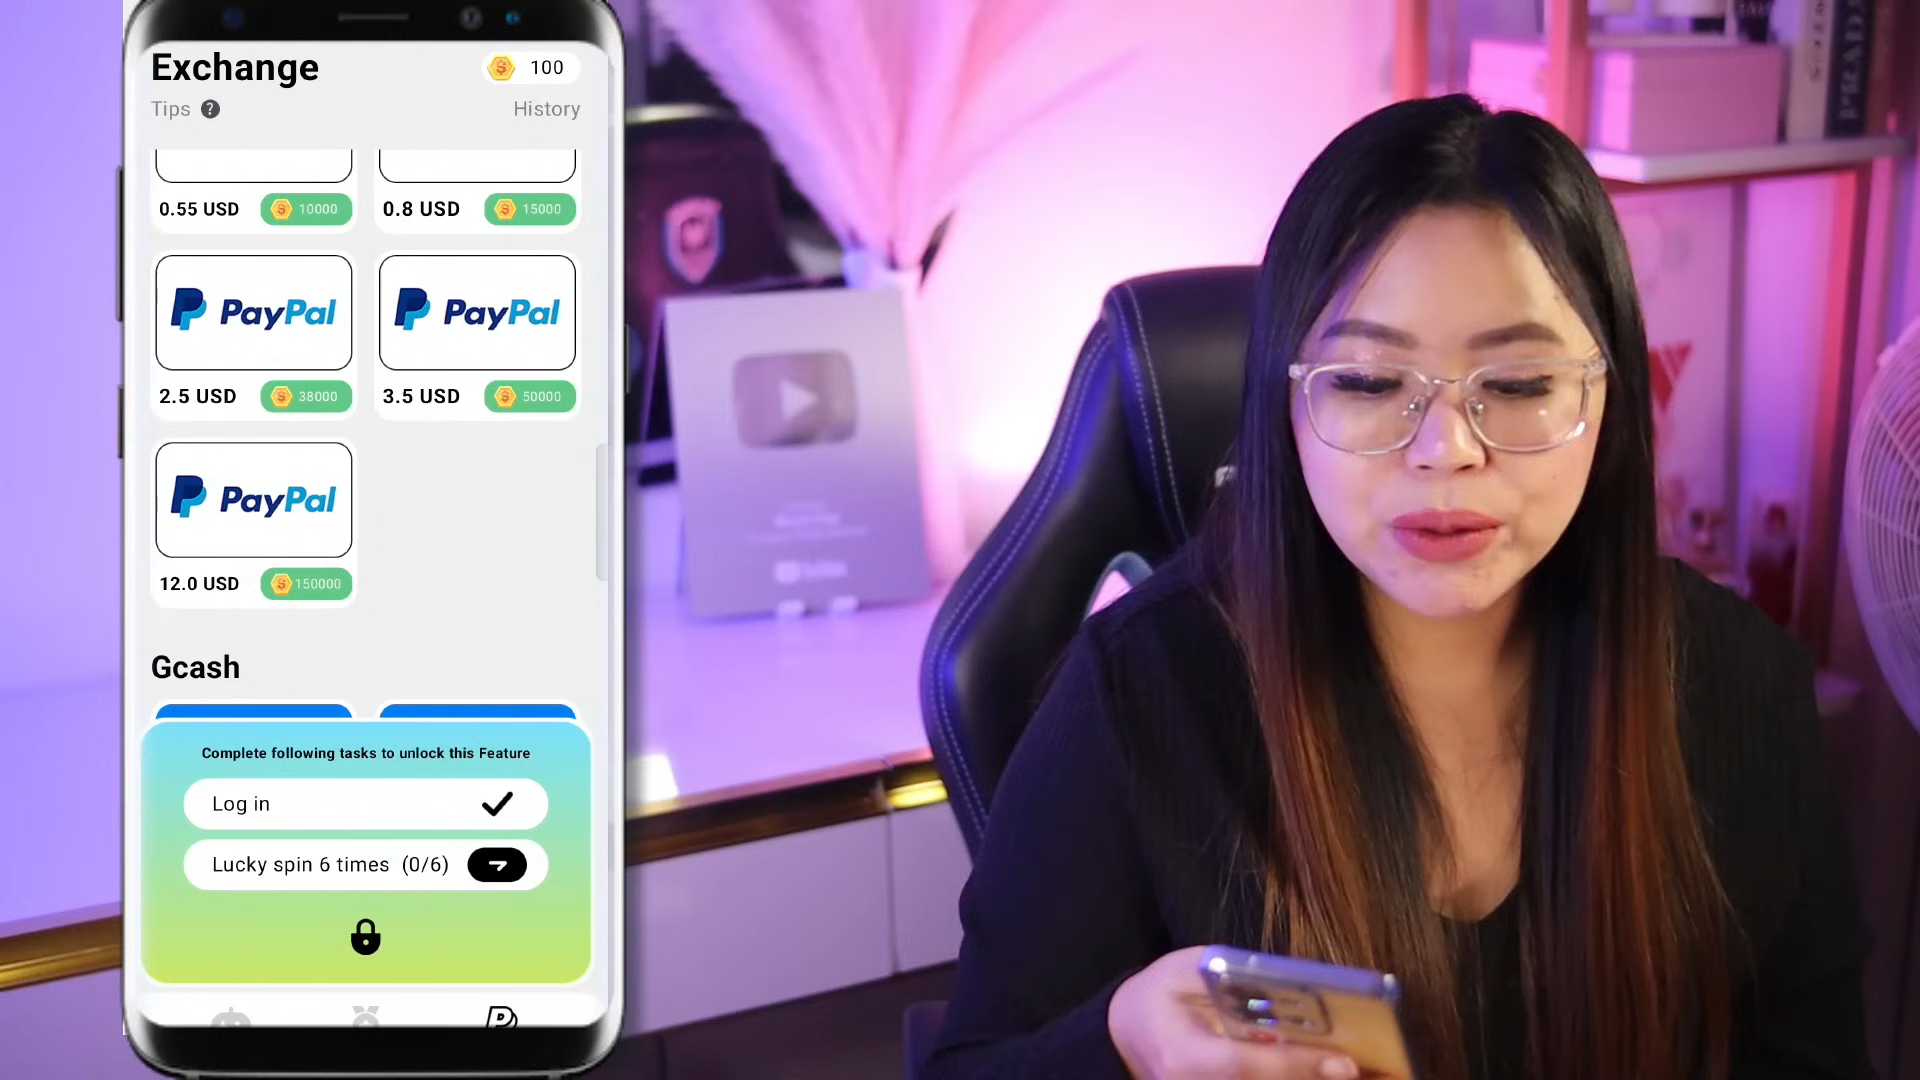 Exchange
100
Tips ?
History
0.55 USD
10000
0.8 USD
15000
PayPal
PayPal
2.5 USD
38000
3.5 USD
50000
PayPal
12.0 USD
150000
Gcash
Complete following tasks to unlock this Feature
Log in
Lucky spin 6 times (0/6)
PRADA